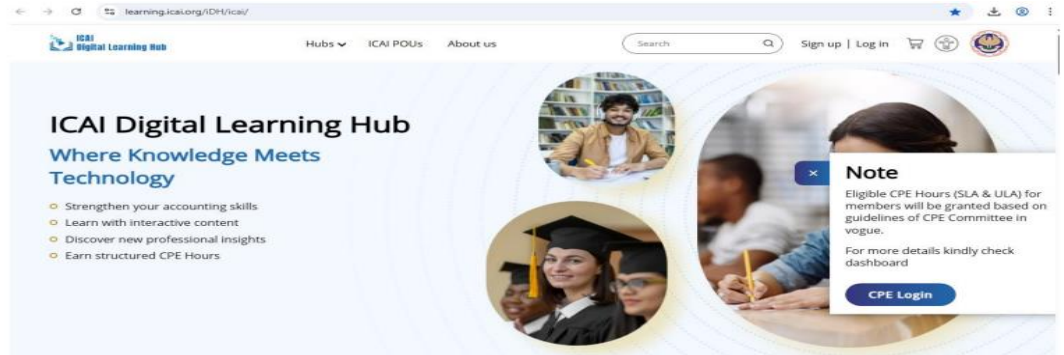 learning.icai.org/iDH/icai/
ICAI
Digital Learning Hub
Hubs
ICAI POUs
About us
Search
Sign up | Log in
ICAI Digital Learning Hub
Where Knowledge Meets
Technology
Strengthen your accounting skills
Learn with interactive content
Discover new professional insights
Earn structured CPE Hours
×
Note
Eligible CPE Hours (SLA & ULA) for
members will be granted based on
guidelines of CPE Committee in
vogue.
For more details kindly check
dashboard
CPE Login